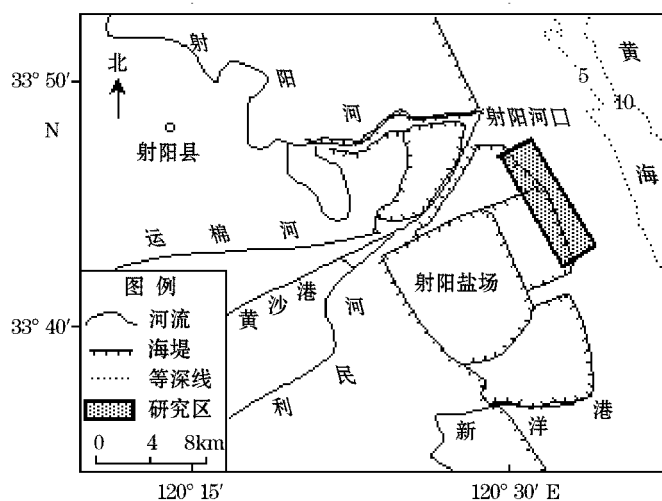 射阳河
黄海
33° 50′
北
5
10
N
射阳河口
射阳县
运棉河
射阳盐场
黄沙港
利民河
新洋港
33° 40′
图 例
河流
海堤
等深线
研究区
0 4 8km
120° 15′
120° 30′ E